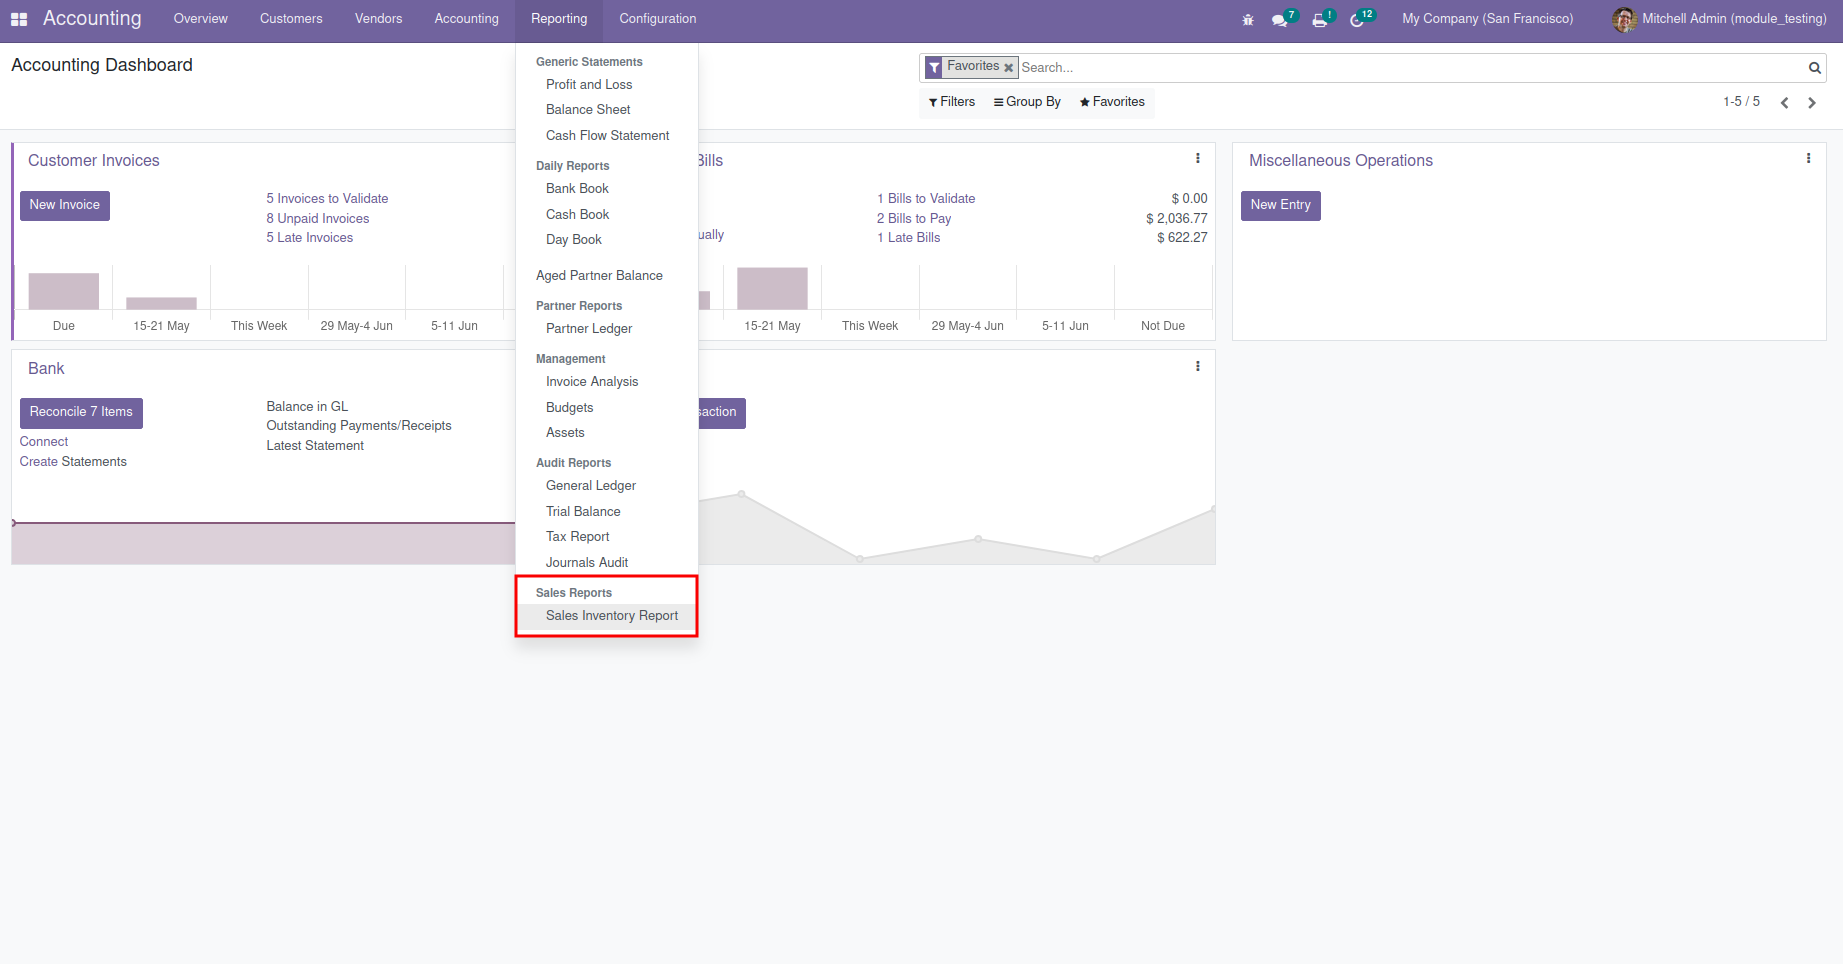 Accounting Overview Customers Vendors Accounting Reporting Configuration 7 ! 12 My Company (San Francisco) Mitchell Admin (module_testing)
Accounting Dashboard
Favorites Search...
Filters Group By Favorites 1-5 / 5
Generic Statements
Profit and Loss
Balance Sheet
Cash Flow Statement
Daily Reports
Bank Book
Cash Book
Day Book
Aged Partner Balance
Partner Reports
Partner Ledger
Management
Invoice Analysis
Budgets
Assets
Audit Reports
General Ledger
Trial Balance
Tax Report
Journals Audit
Sales Reports
Sales Inventory Report
Customer Invoices
New Invoice
5 Invoices to Validate
8 Unpaid Invoices
5 Late Invoices
Due 15-21 May This Week 29 May-4 Jun 5-11 Jun
Bills
ually
1 Bills to Validate $ 0.00
2 Bills to Pay $ 2,036.77
1 Late Bills $ 622.27
15-21 May This Week 29 May-4 Jun 5-11 Jun Not Due
Miscellaneous Operations
New Entry
Bank
Reconcile 7 Items
Connect
Create Statements
Balance in GL
Outstanding Payments/Receipts
Latest Statement
saction